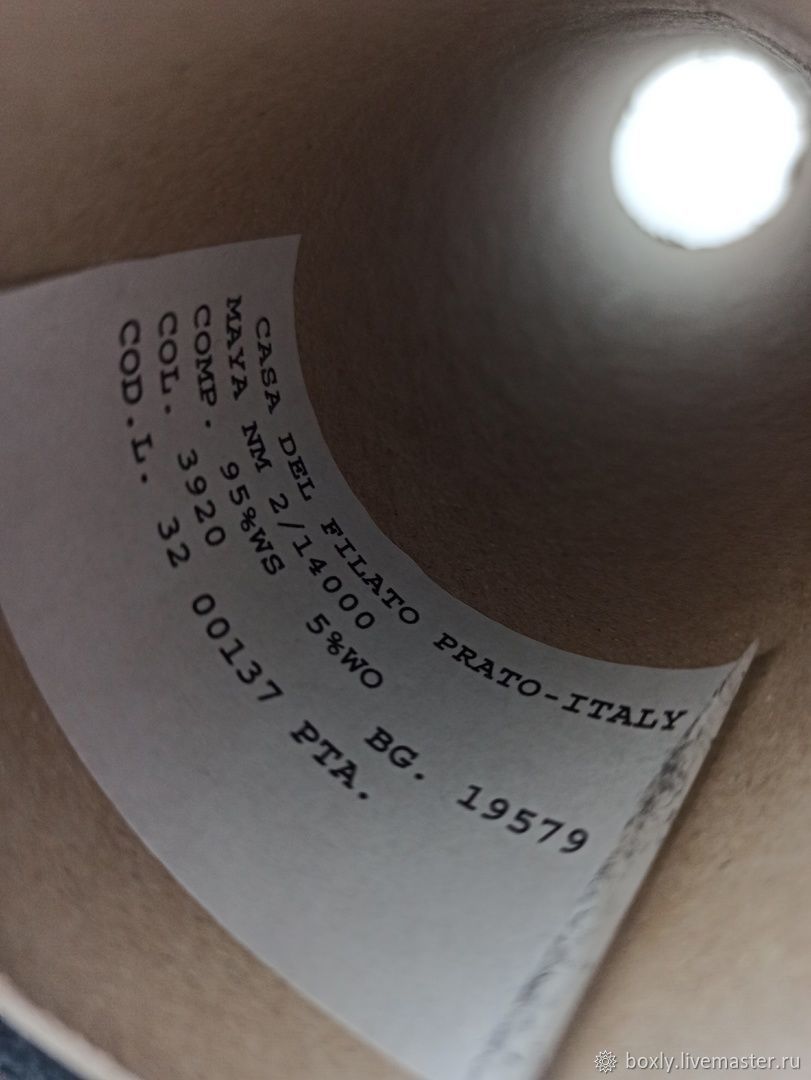 CASA DEL FILATO PRATO-ITALY
MAYA NM 2/14000
COMP. 95%WS 5%WO
COL. 3920 BG. 19579
COD.L. 32 00137 PTA.
boxly.livemaster.ru